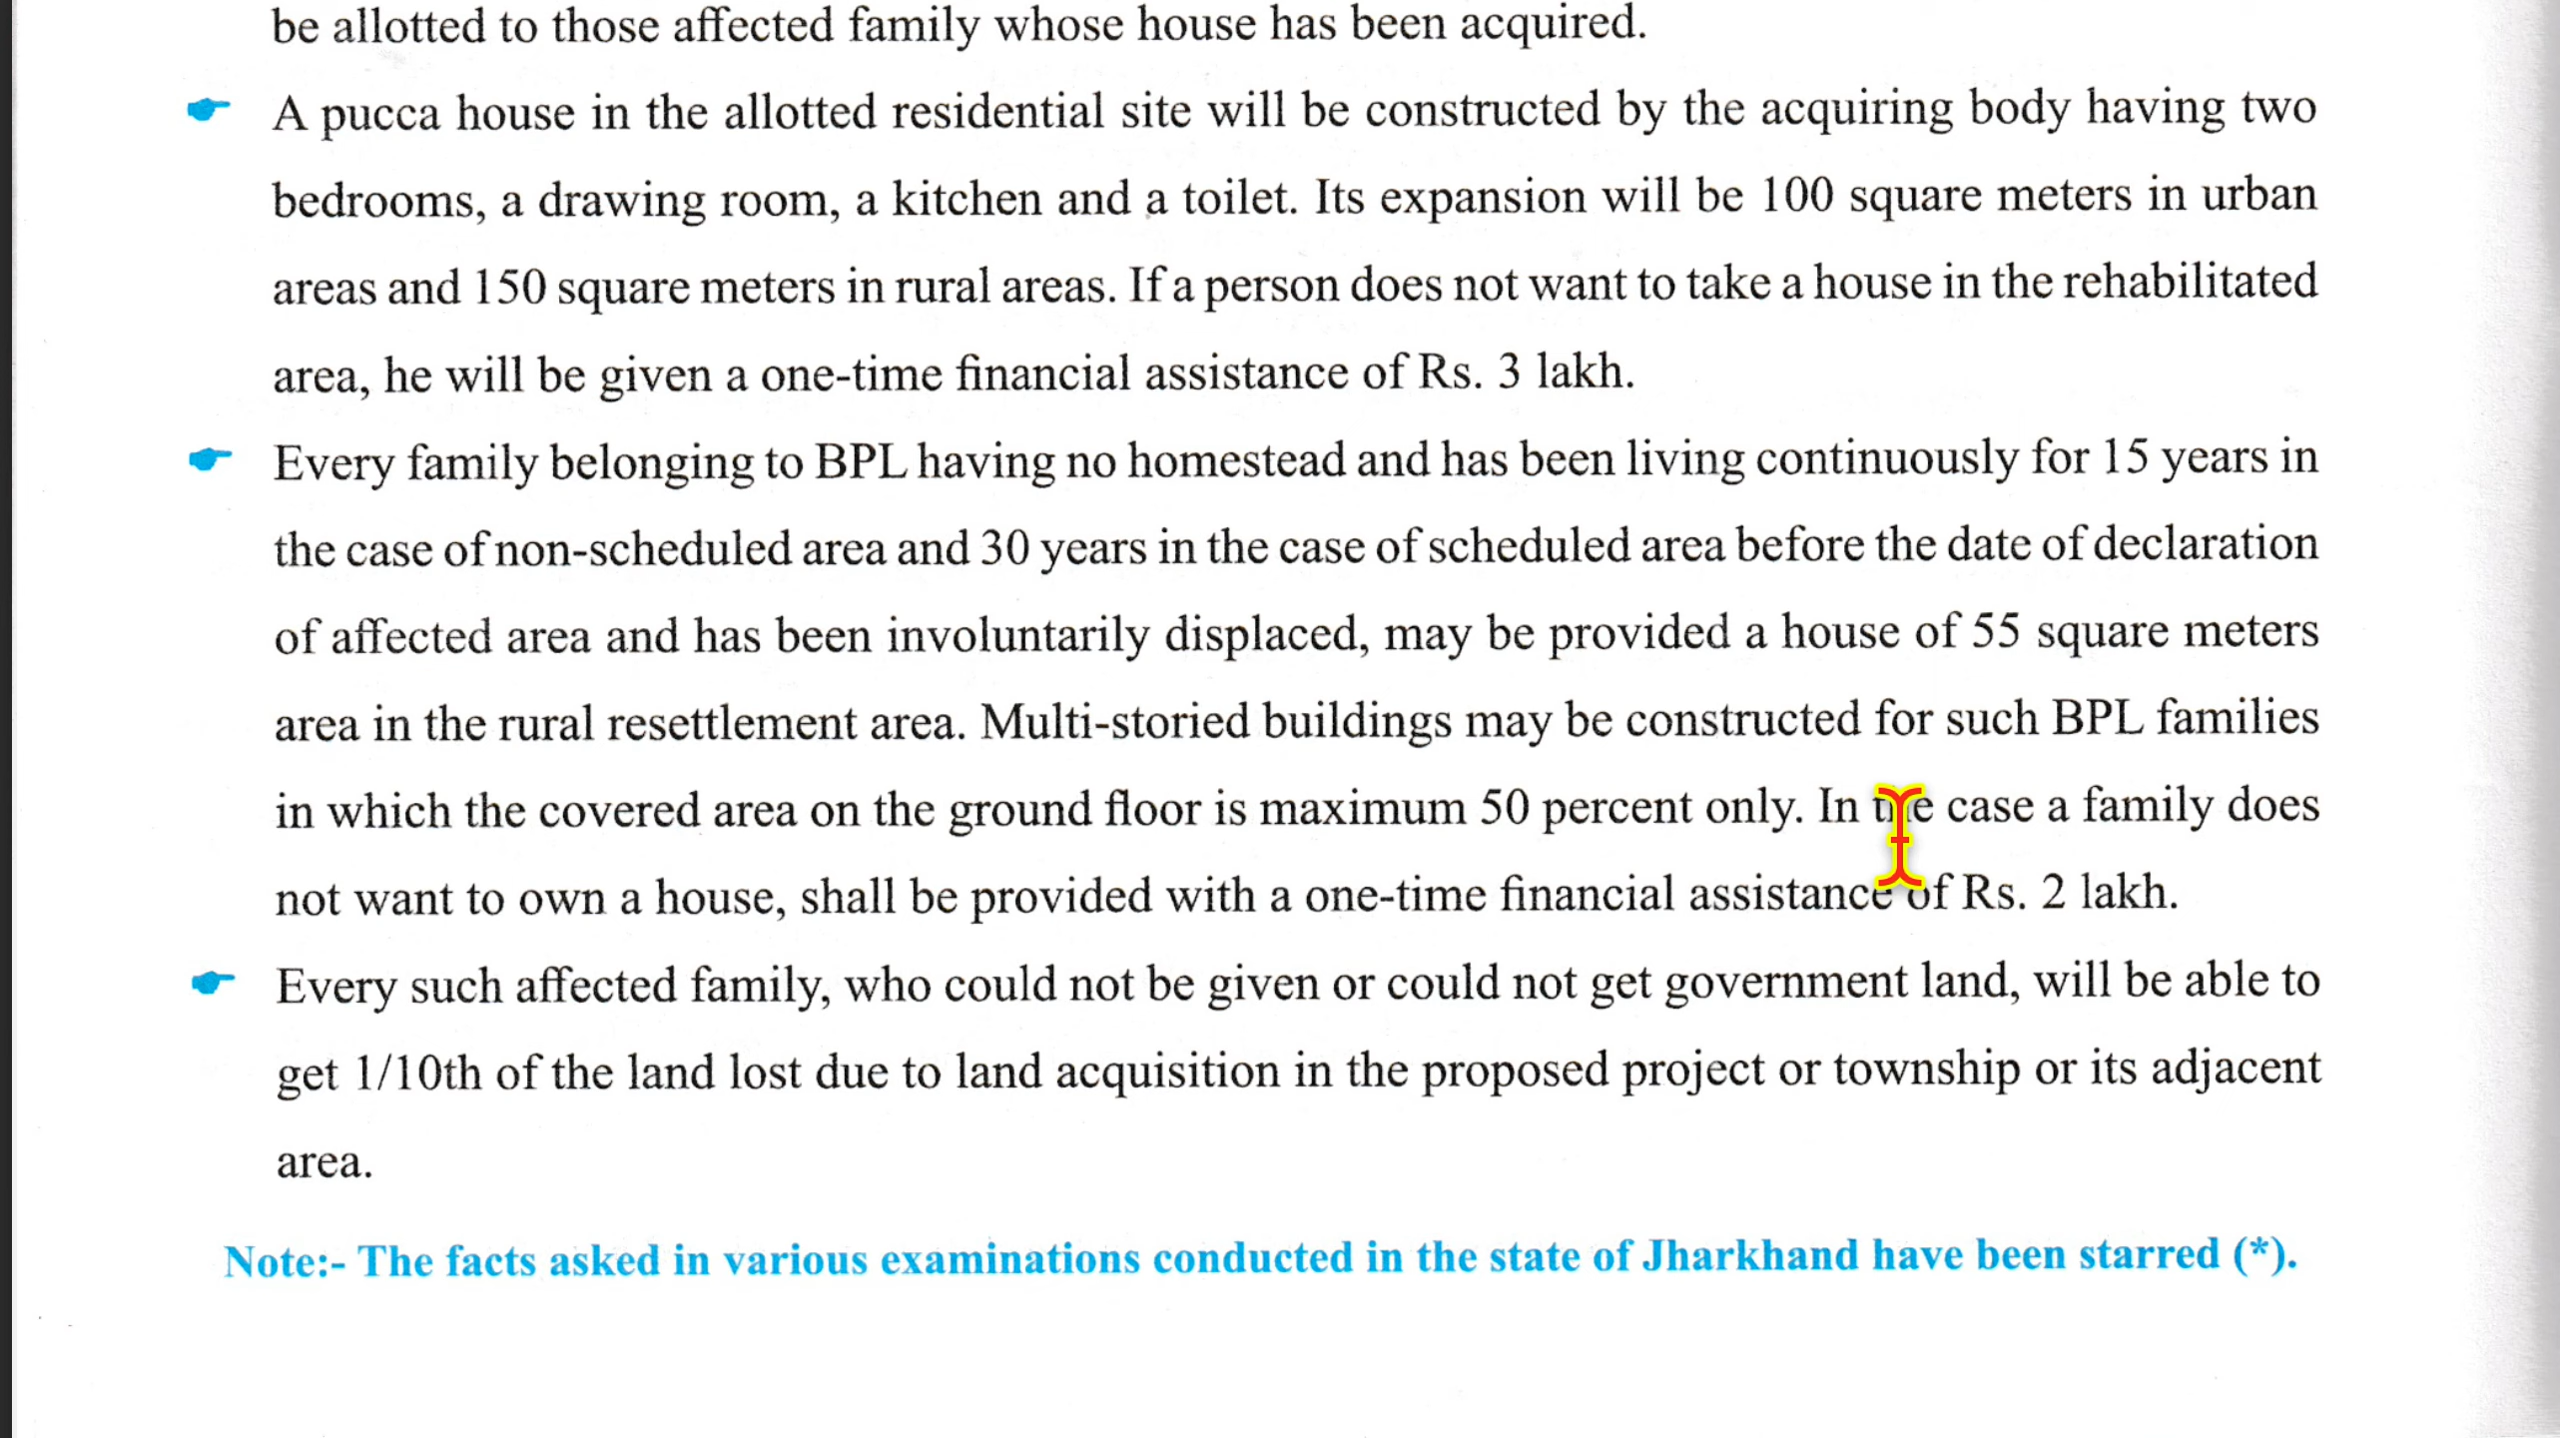 be allotted to those affected family whose house has been acquired.
A pucca house in the allotted residential site will be constructed by the acquiring body having two
bedrooms, a drawing room, a kitchen and a toilet. Its expansion will be 100 square meters in urban
areas and 150 square meters in rural areas. If a person does not want to take a house in the rehabilitated
area, he will be given a one-time financial assistance of Rs. 3 lakh.
Every family belonging to BPL having no homestead and has been living continuously for 15 years in
the case of non-scheduled area and 30 years in the case of scheduled area before the date of declaration
of affected area and has been involuntarily displaced, may be provided a house of 55 square meters
area in the rural resettlement area. Multi-storied buildings may be constructed for such BPL families
in which the covered area on the ground floor is maximum 50 percent only. In the case a family does
not want to own a house, shall be provided with a one-time financial assistance of Rs. 2 lakh.
Every such affected family, who could not be given or could not get government land, will be able to
get 1/10th of the land lost due to land acquisition in the proposed project or township or its adjacent
area.
Note:- The facts asked in various examinations conducted in the state of Jharkhand have been starred (*).